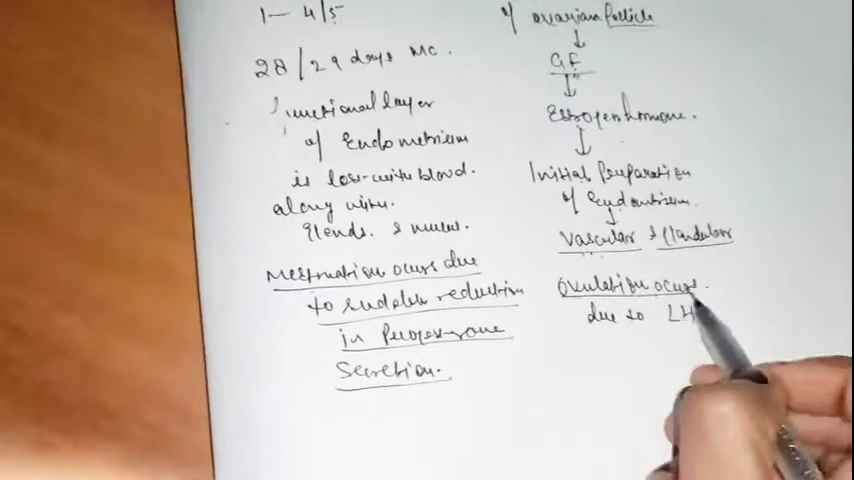 1 - 4/5
28/29 days MC.
functional layer
of Endometrium
is lost with blood.
along with.
glands. & mucus.
Mestruation occurs due
to sudden reduction
in Progesterone
Secretion.
of ovarian follicle
↓
GF
↓
Estrogen hormone.
↓
Initial Preparation
of Endometrium.
↓
Vascular & Glandular
Ovulation occurs.
due to LH